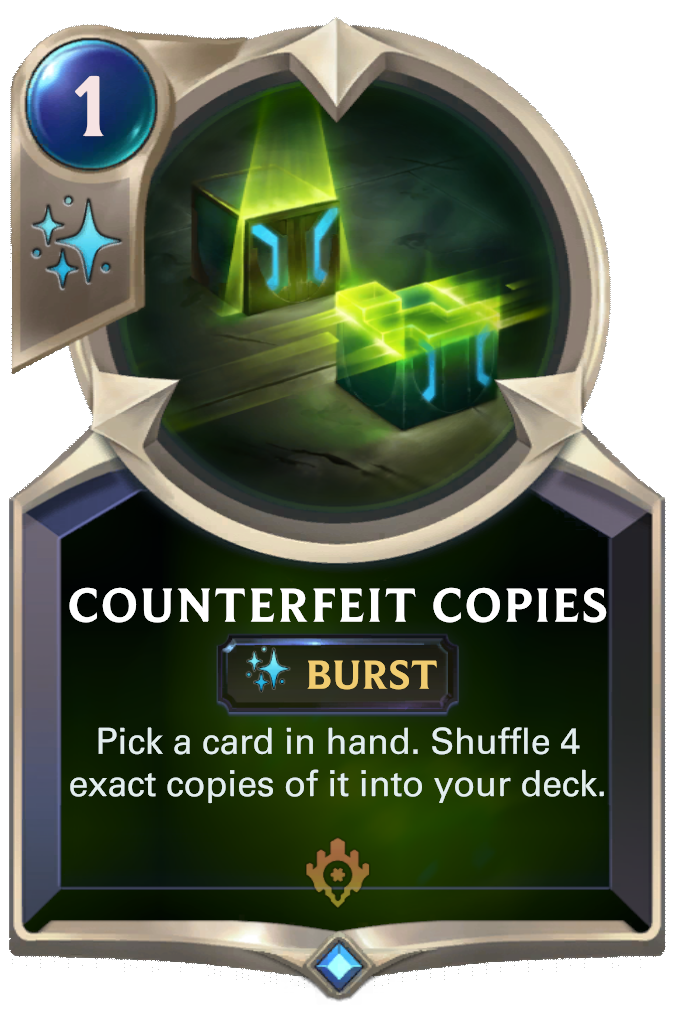 1
COUNTERFEIT COPIES
BURST
Pick a card in hand. Shuffle 4
exact copies of it into your deck.